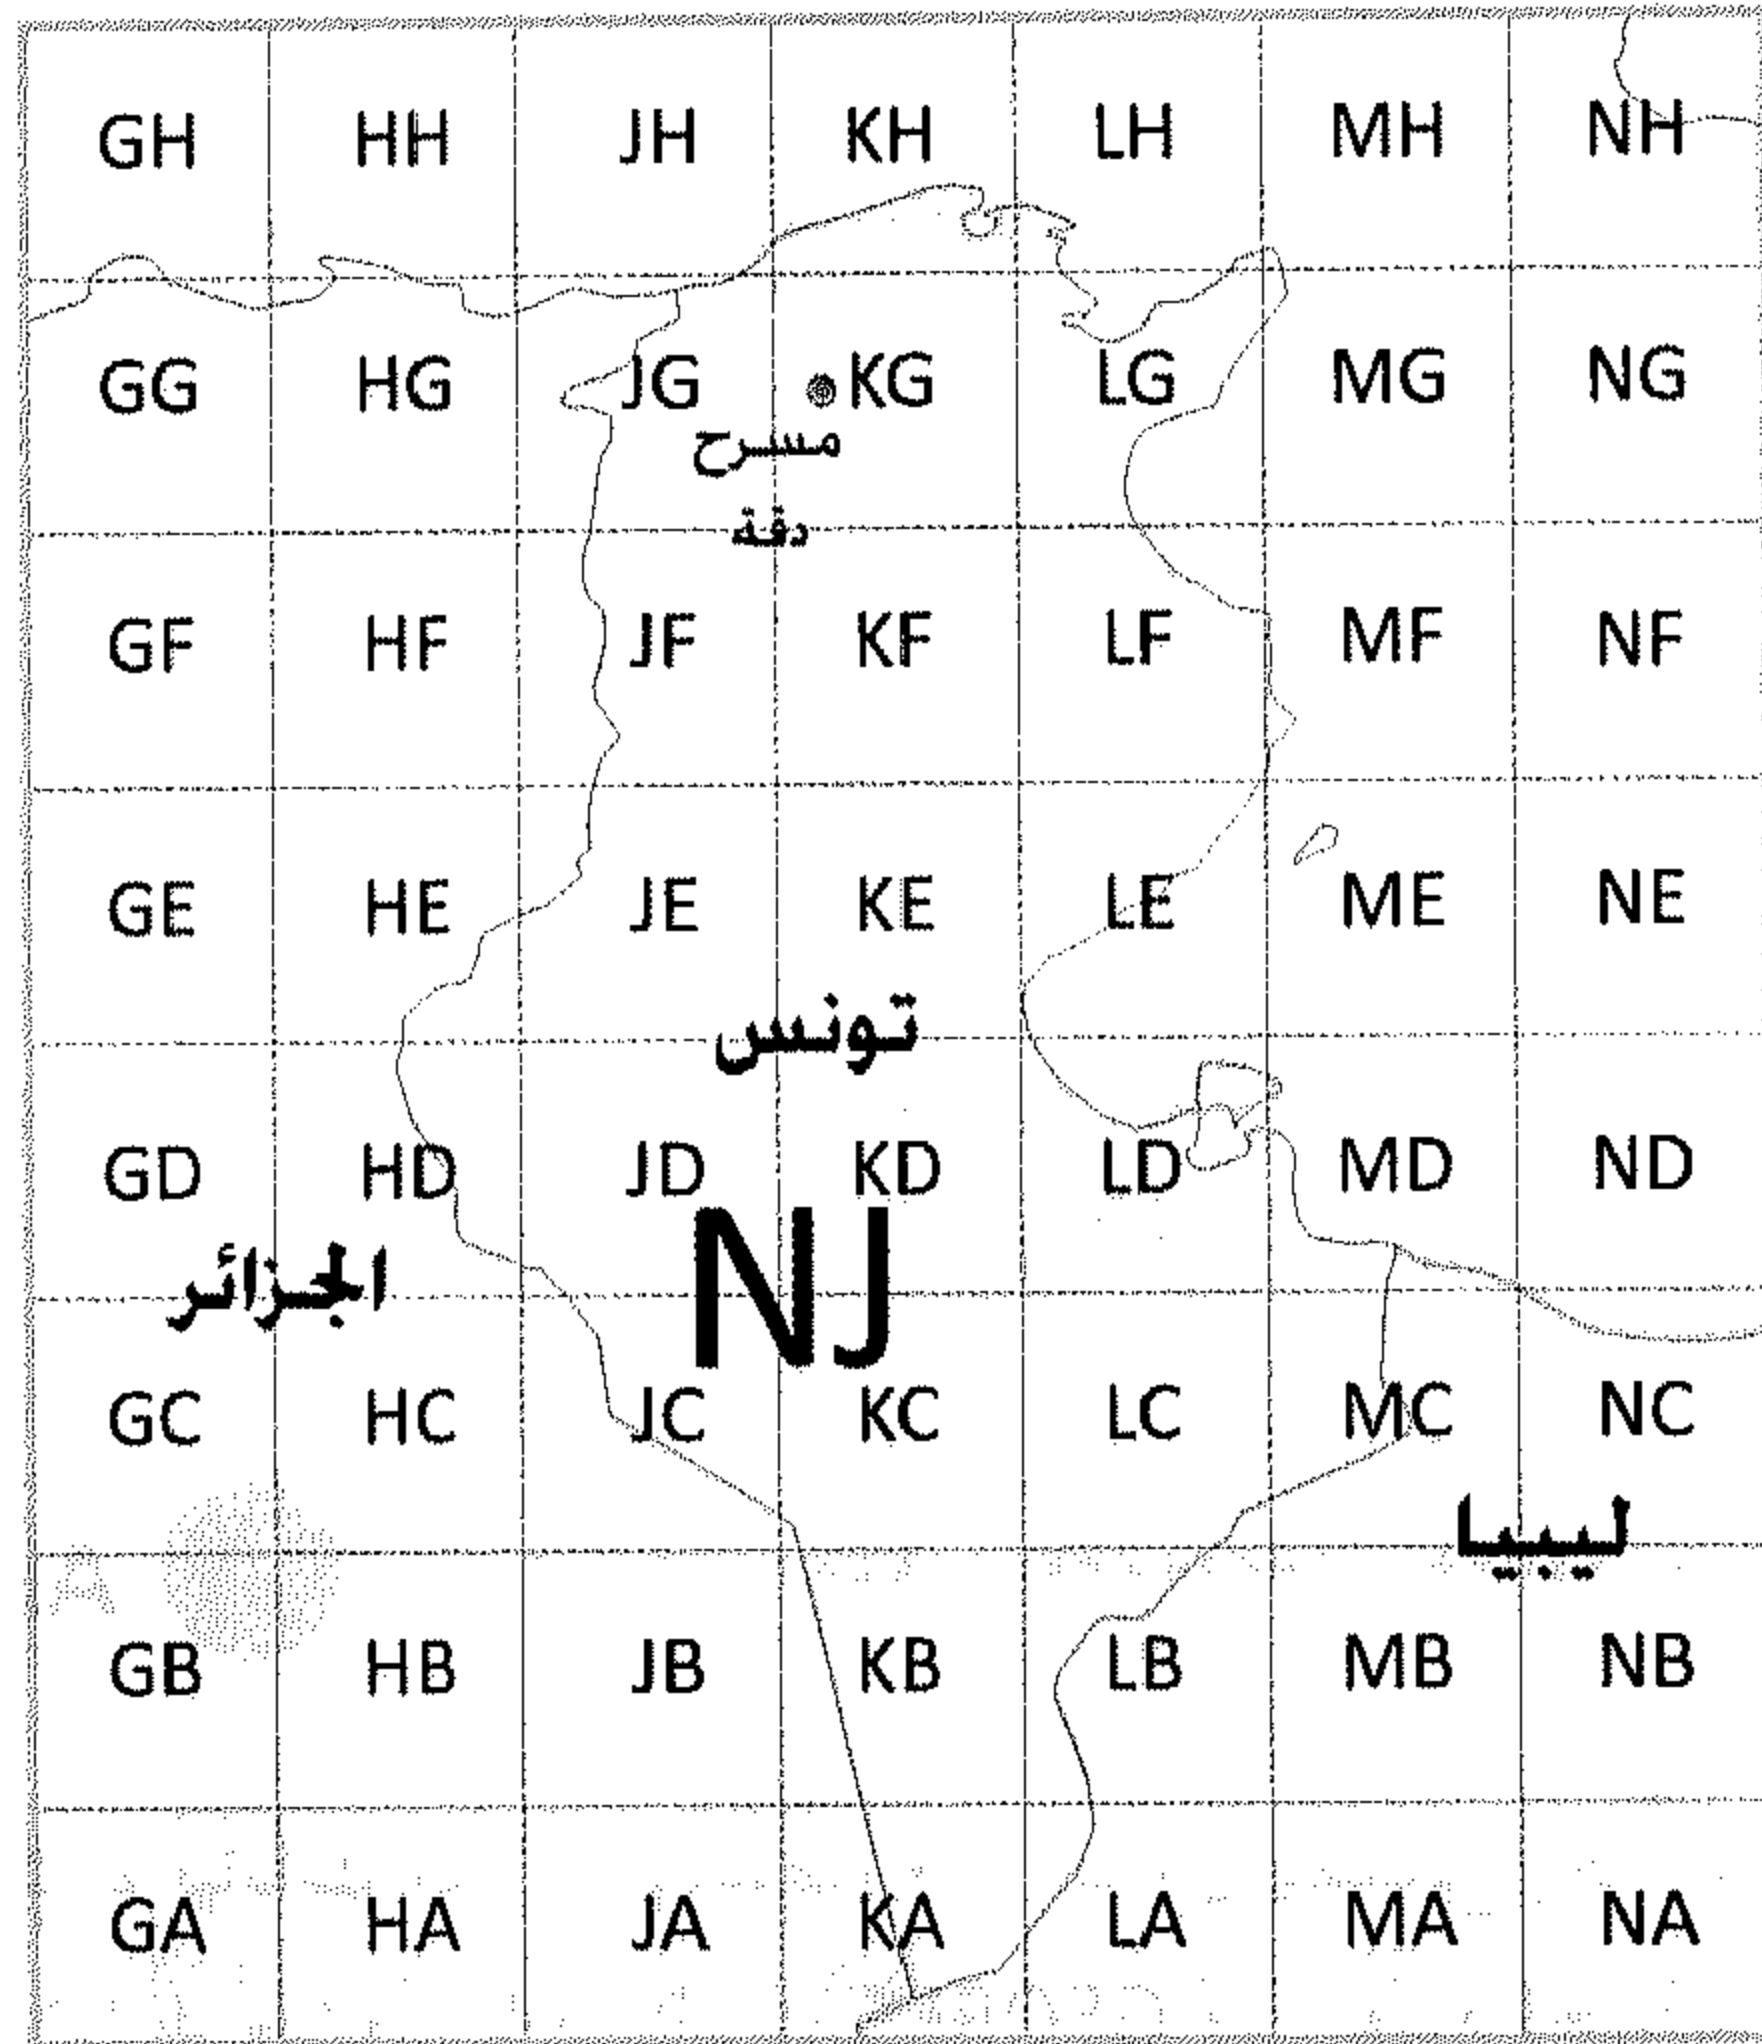 GH HH JH KH LH MH NH
GG HG JG KG LG MG NG
مسرح
دقة
GF HF JF KF LF MF NF
GE HE JE KE LE ME NE
تونس
GD HD JD KD LD MD ND
NJ
الجزائر
GC HC JC KC LC MC NC
ليبيا
GB HB JB KB LB MB NB
GA HA JA KA LA MA NA